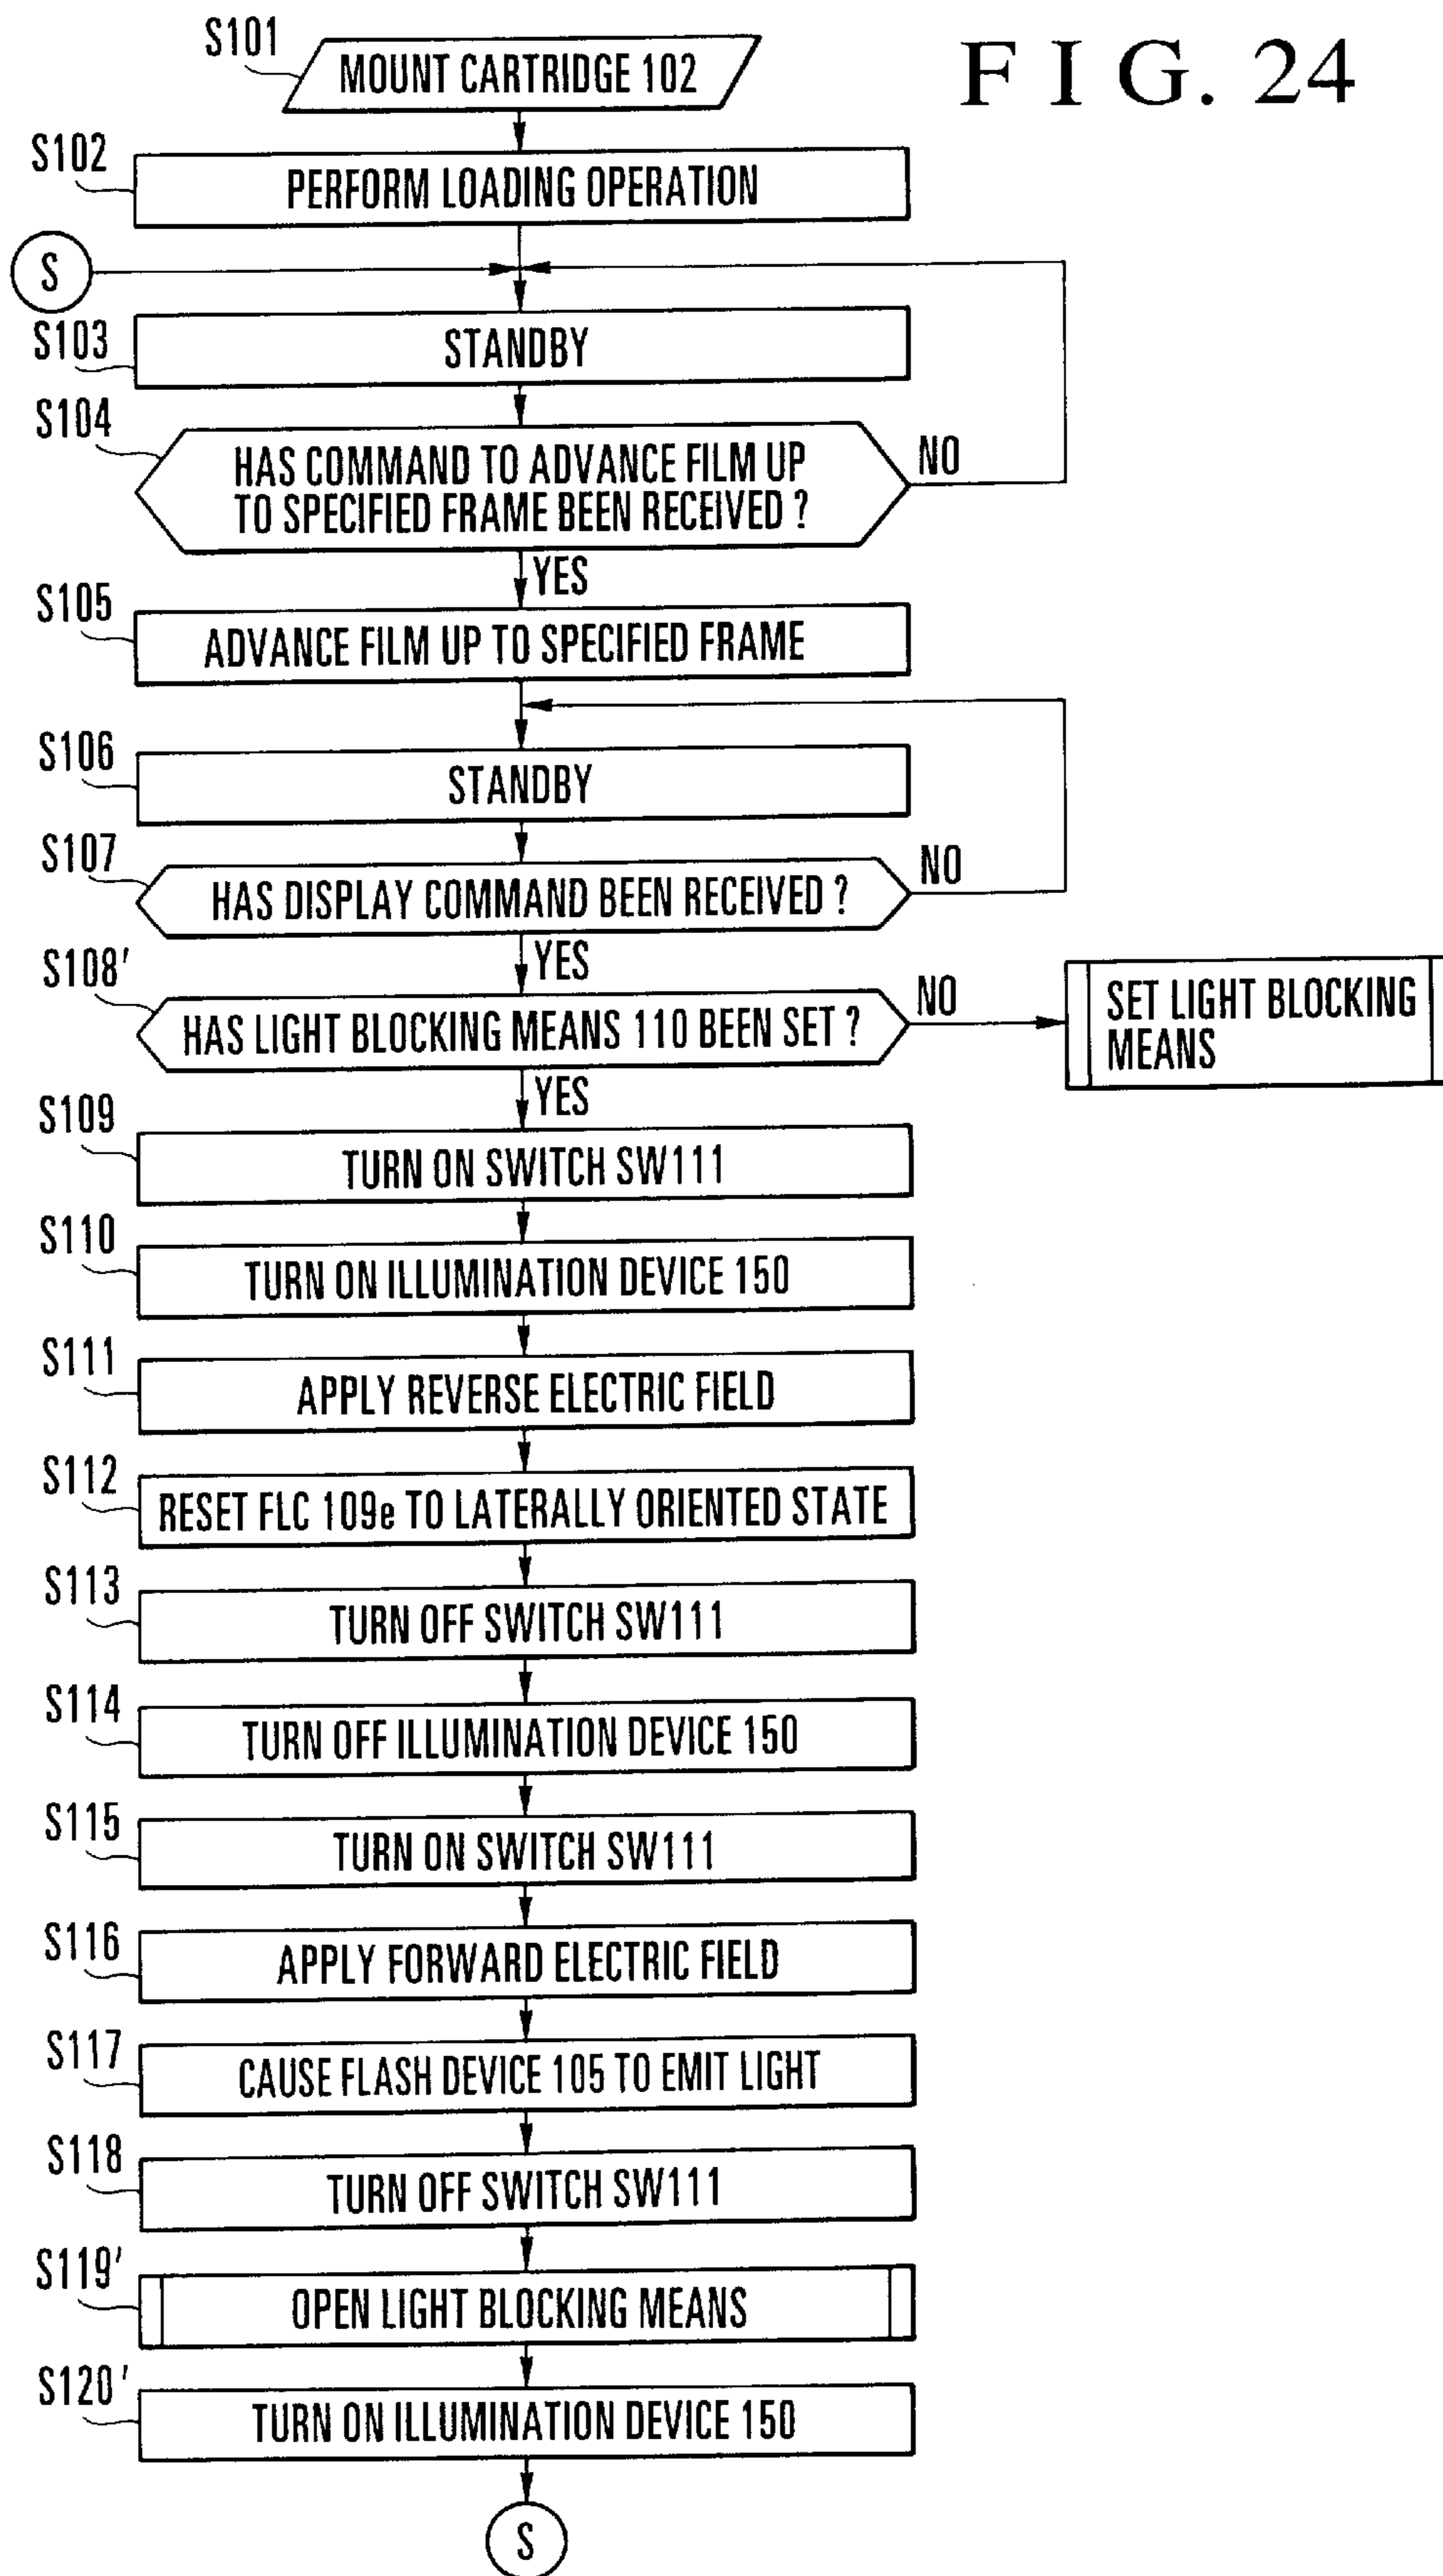 F I G. 24
S101
MOUNT CARTRIDGE 102
S102
PERFORM LOADING OPERATION
S
S103
STANDBY
S104
HAS COMMAND TO ADVANCE FILM UP
TO SPECIFIED FRAME BEEN RECEIVED ?
NO
YES
S105
ADVANCE FILM UP TO SPECIFIED FRAME
S106
STANDBY
S107
HAS DISPLAY COMMAND BEEN RECEIVED ?
NO
YES
S108'
HAS LIGHT BLOCKING MEANS 110 BEEN SET ?
NO
SET LIGHT BLOCKING
MEANS
YES
S109
TURN ON SWITCH SW111
S110
TURN ON ILLUMINATION DEVICE 150
S111
APPLY REVERSE ELECTRIC FIELD
S112
RESET FLC 109e TO LATERALLY ORIENTED STATE
S113
TURN OFF SWITCH SW111
S114
TURN OFF ILLUMINATION DEVICE 150
S115
TURN ON SWITCH SW111
S116
APPLY FORWARD ELECTRIC FIELD
S117
CAUSE FLASH DEVICE 105 TO EMIT LIGHT
S118
TURN OFF SWITCH SW111
S119'
OPEN LIGHT BLOCKING MEANS
S120'
TURN ON ILLUMINATION DEVICE 150
S